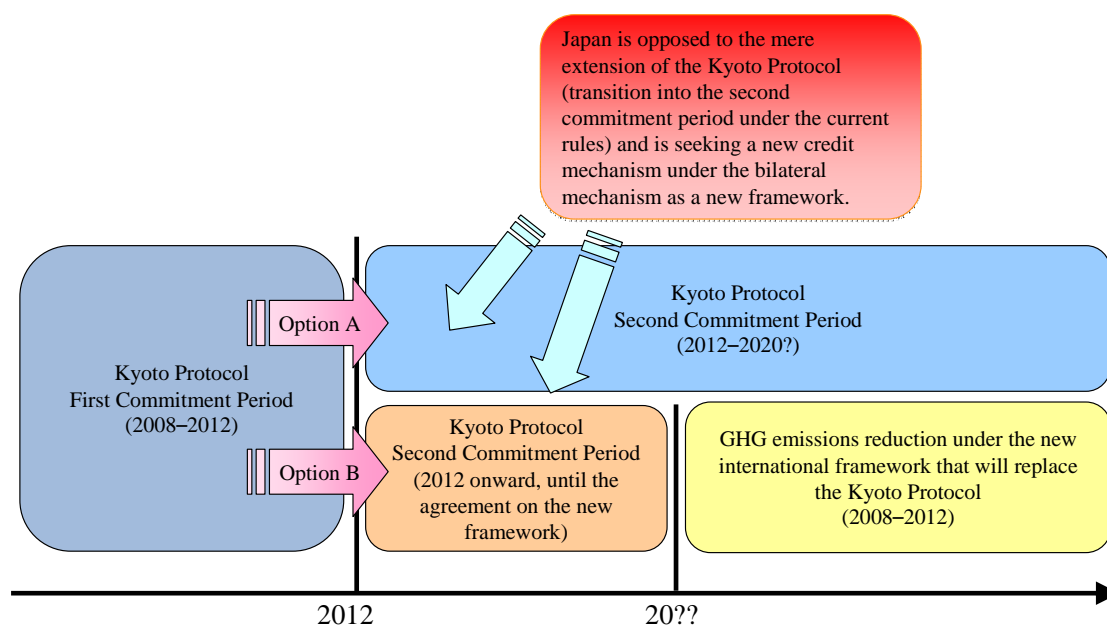 Japan is opposed to the mere
extension of the Kyoto Protocol
(transition into the second
commitment period under the current
rules) and is seeking a new credit
mechanism under the bilateral
mechanism as a new framework.
Kyoto Protocol
First Commitment Period
(2008–2012)
Option A
Option B
Kyoto Protocol
Second Commitment Period
(2012–2020?)
Kyoto Protocol
Second Commitment Period
(2012 onward, until the
agreement on the new
framework)
GHG emissions reduction under the new
international framework that will replace
the Kyoto Protocol
(2008–2012)
2012
20??